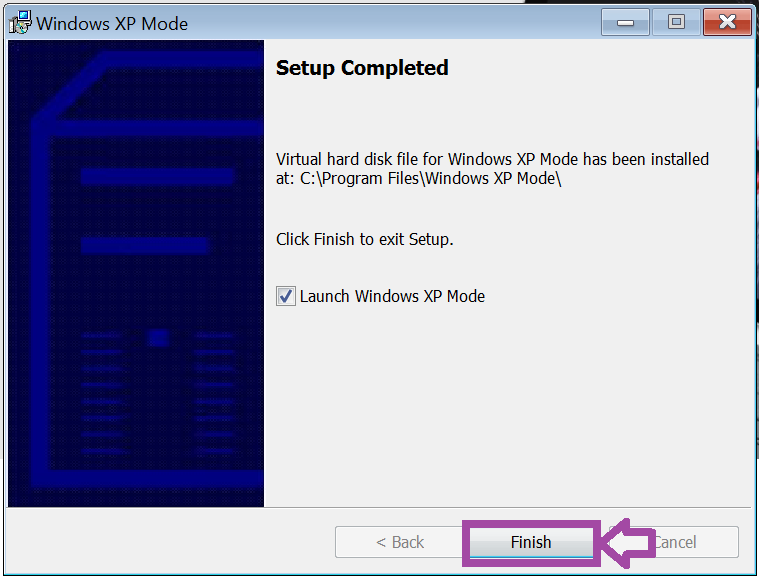 Windows XP Mode
Setup Completed
Virtual hard disk file for Windows XP Mode has been installed
at: C:\Program Files\Windows XP Mode\
Click Finish to exit Setup.
Launch Windows XP Mode
< Back Finish Cancel